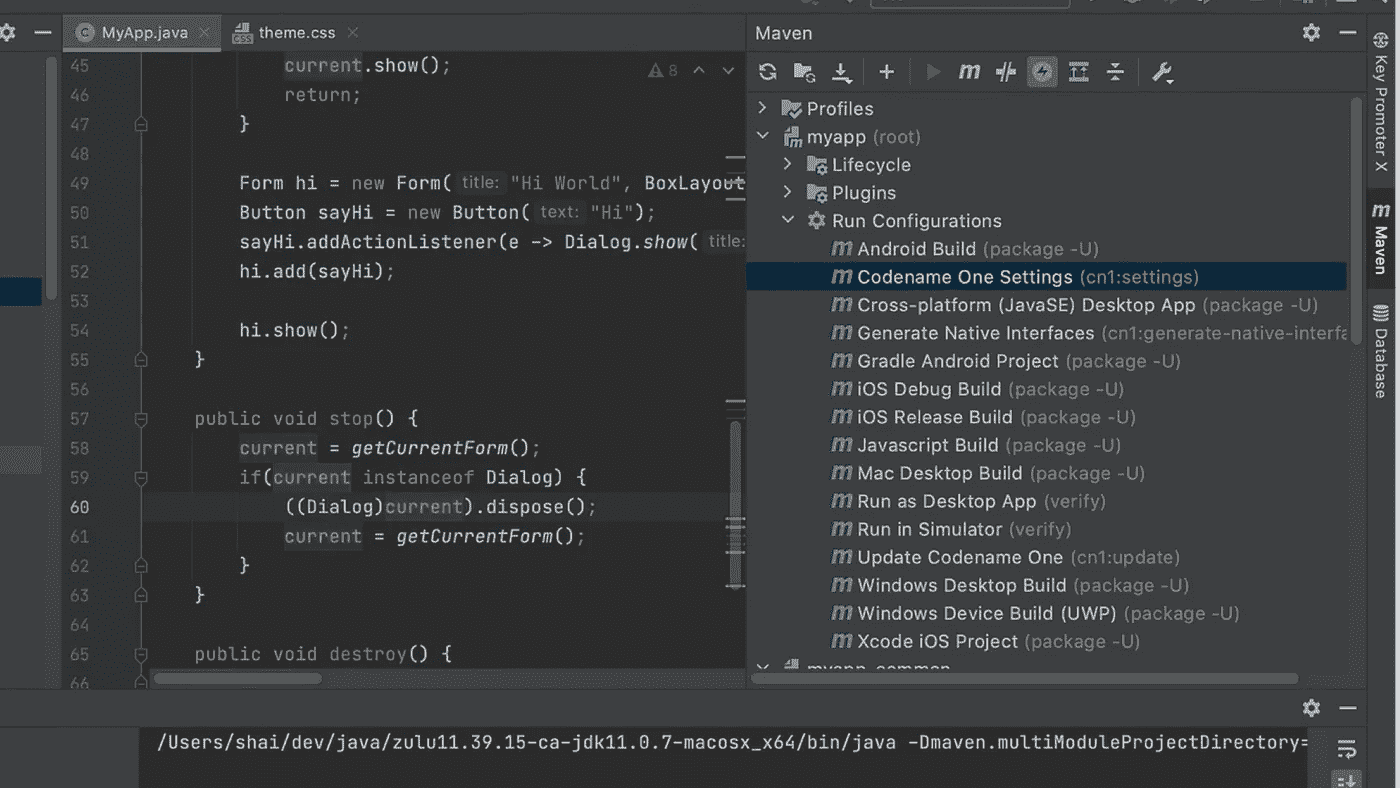 MyApp.java
theme.css
45 current.show();
46 return;
47 }
48
49 Form hi = new Form( title: "Hi World", BoxLayout
50 Button sayHi = new Button( text: "Hi");
51 sayHi.addActionListener(e -> Dialog.show( title:
52 hi.add(sayHi);
53
54 hi.show();
55 }
56
57 public void stop() {
58 current = getCurrentForm();
59 if(current instanceof Dialog) {
60 ((Dialog)current).dispose();
61 current = getCurrentForm();
62 }
63 }
64
65 public void destroy() {
66
8
Maven
Profiles
myapp (root)
Lifecycle
Plugins
Run Configurations
Android Build (package -U)
Codename One Settings (cn1:settings)
Cross-platform (JavaSE) Desktop App (package -U)
Generate Native Interfaces (cn1:generate-native-interfa
Gradle Android Project (package -U)
iOS Debug Build (package -U)
iOS Release Build (package -U)
Javascript Build (package -U)
Mac Desktop Build (package -U)
Run as Desktop App (verify)
Run in Simulator (verify)
Update Codename One (cn1:update)
Windows Desktop Build (package -U)
Windows Device Build (UWP) (package -U)
Xcode iOS Project (package -U)
Key Promoter X
Maven
Database
/Users/shai/dev/java/zulu11.39.15-ca-jdk11.0.7-macosx_x64/bin/java -Dmaven.multiModuleProjectDirectory=